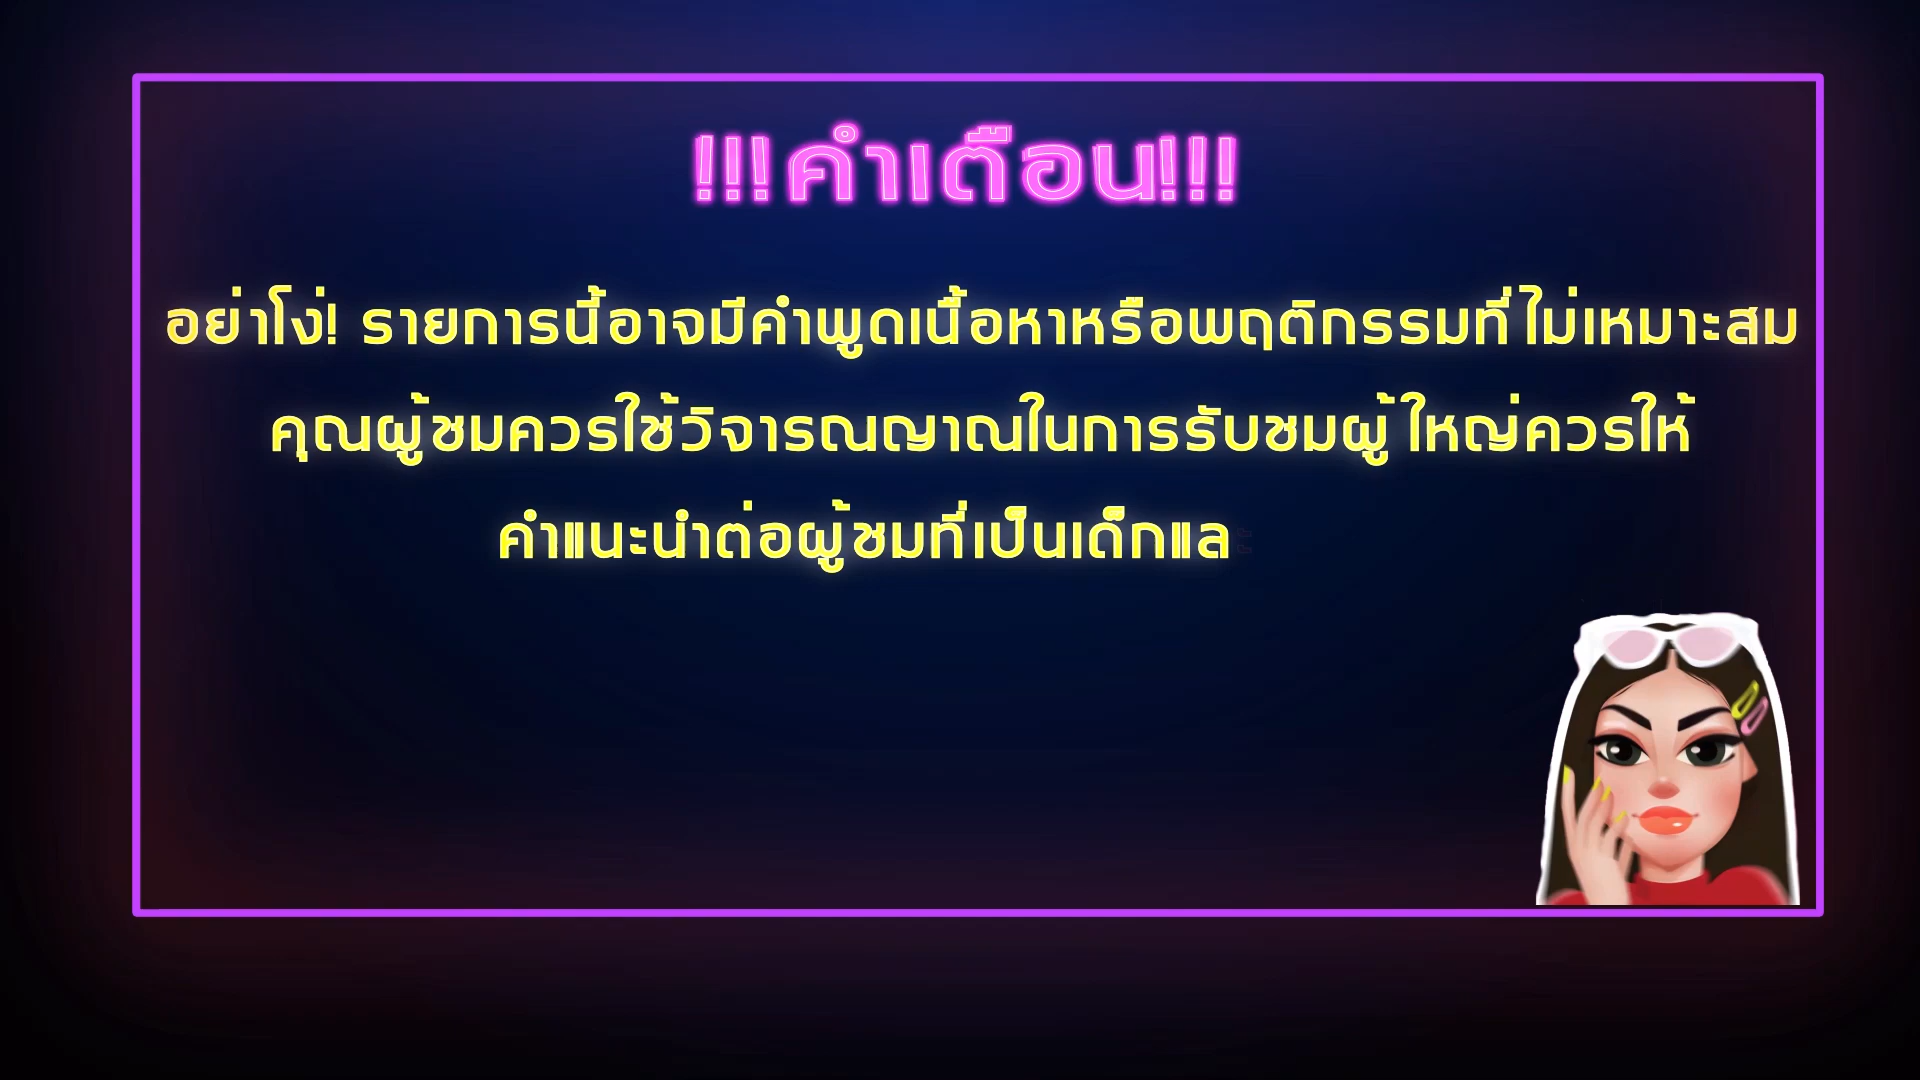 !!!คำเตือน!!!
อย่าโง่! รายการนี้อาจมีคำพูดเนื้อหาหรือพฤติกรรมที่ไม่เหมาะสม
คุณผู้ชมควรใช้วิจารณญาณในการรับชมผู้ใหญ่ควรให้
คำแนะนำต่อผู้ชมที่เป็นเด็กและ